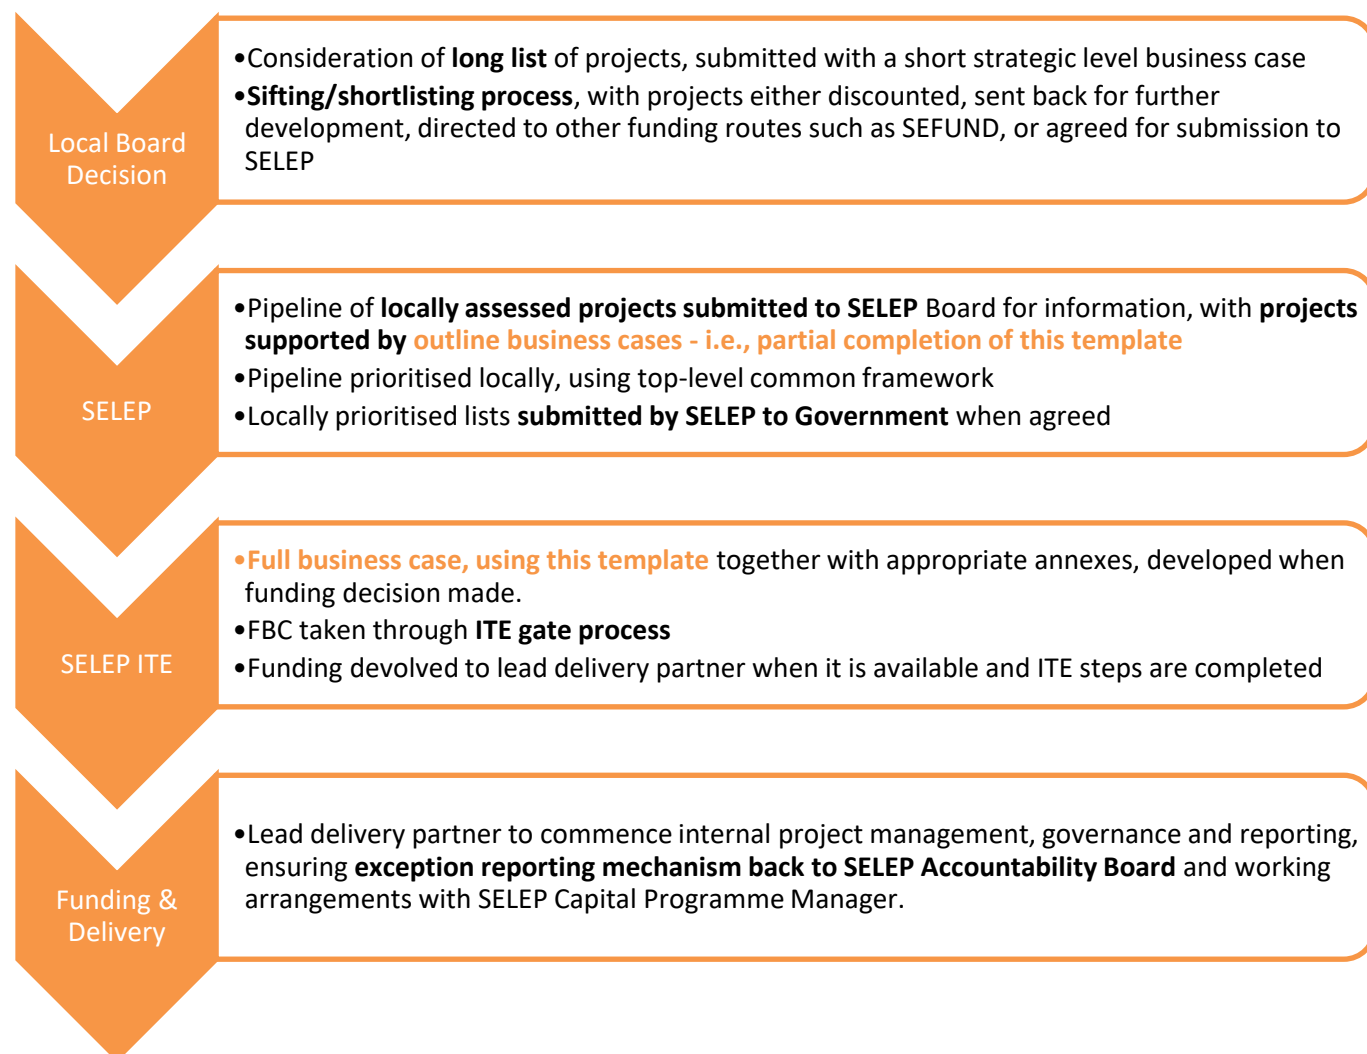 Local Board
Decision
•Consideration of long list of projects, submitted with a short strategic level business case
•Sifting/shortlisting process, with projects either discounted, sent back for further
development, directed to other funding routes such as SEFUND, or agreed for submission to
SELEP
SELEP
•Pipeline of locally assessed projects submitted to SELEP Board for information, with projects
supported by outline business cases - i.e., partial completion of this template
•Pipeline prioritised locally, using top-level common framework
•Locally prioritised lists submitted by SELEP to Government when agreed
SELEP ITE
•Full business case, using this template together with appropriate annexes, developed when
funding decision made.
•FBC taken through ITE gate process
•Funding devolved to lead delivery partner when it is available and ITE steps are completed
Funding &
Delivery
•Lead delivery partner to commence internal project management, governance and reporting,
ensuring exception reporting mechanism back to SELEP Accountability Board and working
arrangements with SELEP Capital Programme Manager.